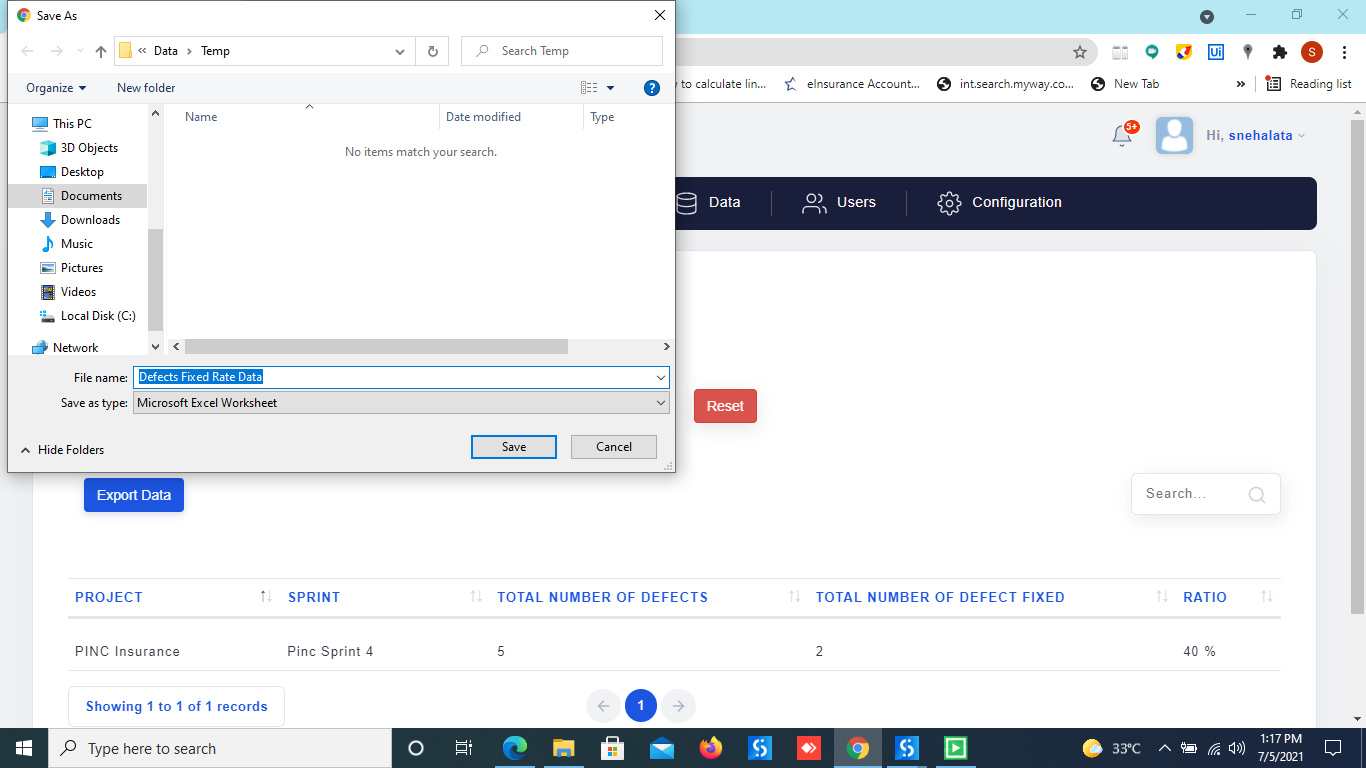 Save As
« Data › Temp
Search Temp
Organize
New folder
?
Name
Date modified
Type
No items match your search.
This PC
3D Objects
Desktop
Documents
Downloads
Music
Pictures
Videos
Local Disk (C:)
Network
File name: Defects Fixed Rate Data
Save as type: Microsoft Excel Worksheet
Hide Folders
Save
Cancel
Ui
S
to calculate lin...
eInsurance Account...
int.search.myway.co...
New Tab
»
Reading list
5+
Hi, snehalata
Data
Users
Configuration
Reset
Export Data
Search...
PROJECT SPRINT TOTAL NUMBER OF DEFECTS TOTAL NUMBER OF DEFECT FIXED RATIO
PINC Insurance Pinc Sprint 4 5 2 40 %
Showing 1 to 1 of 1 records
1
Type here to search
33°C
1:17 PM
7/5/2021